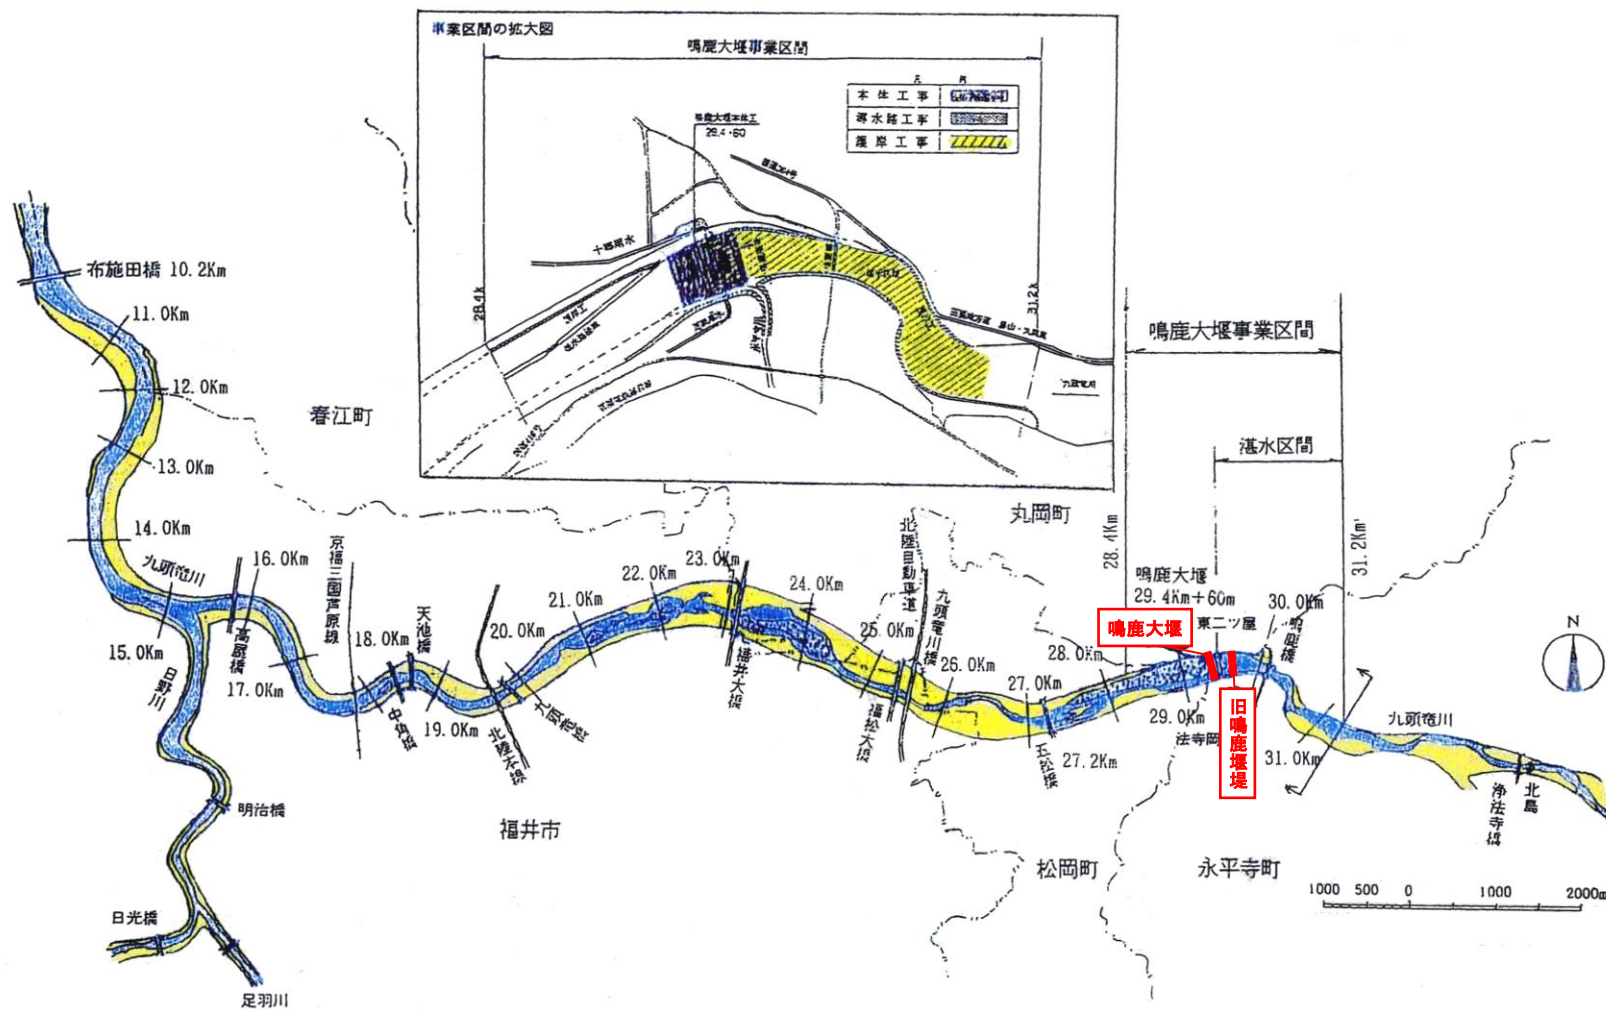 事業区間の拡大図
鳴鹿大堰事業区間
本体工事
導水路工事
護岸工事
鳴鹿大堰本体工
29.4+60
十郷用水
28.4k
31.2k
護岸工
九頭竜川
布施田橋 10.2Km
11.0Km
12.0Km
13.0Km
14.0Km
春江町
九頭竜川
15.0Km
日野川
高屋橋
16.0Km
17.0Km
京福三国芦原線
18.0Km
中角橋
天池橋
19.0Km
北陸本線
20.0Km
九頭竜橋
21.0Km
22.0Km
23.0Km
福井大橋
24.0Km
25.0Km
福松大橋
北陸自動車道
九頭竜川橋
26.0Km
27.0Km
五松橋
27.2Km
28.0Km
29.0Km
法寺岡
丸岡町
28.4Km
鳴鹿大堰事業区間
湛水区間
31.2Km
鳴鹿大堰
29.4Km+60m
鳴鹿大堰
東二ツ屋
旧鳴鹿堰堤
30.0Km
鳴鹿橋
31.0Km
九頭竜川
浄法寺橋
北島
N
明治橋
日光橋
足羽川
福井市
松岡町
永平寺町
1000 500 0 1000 2000m